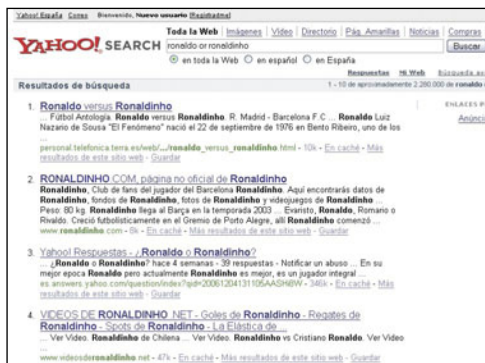 Yahoo! España Correo Bienvenido, Nuevo usuario [Regístrate]
Toda la Web | Imágenes | Vídeo | Directorio | Pág. Amarillas | Noticias | Compras
YAHOO! SEARCH
ronaldo or ronaldinho
Buscar
en toda la Web en español en España
Respuestas Mi Web Búsqueda
Resultados de búsqueda
1 - 10 de aproximadamente 2.280.000 de ronaldo
1. Ronaldo versus Ronaldinho
... Fútbol Antología. Ronaldo versus Ronaldinho. R. Madrid - Barcelona F.C ... Ronaldo Luiz
Nazario de Sousa "El Fenómeno" nació el 22 de septiembre de 1976 en Bento Ribeiro, uno de los
...
personal.telefonica.terra.es/web/.../ronaldo_versus_ronaldinho.html - 10k - En caché - Más
resultados de este sitio web - Guardar
ENLACES P
Anúnci
2. RONALDINHO COM, página no oficial de Ronaldinho
Ronaldinho, Club de fans del jugador del Barcelona Ronaldinho. Aquí encontrarás datos de
Ronaldinho, fondos de Ronaldinho, fotos de Ronaldinho y videojuegos de Ronaldinho ...
Peso: 80 kg. Ronaldinho llega al Barça en la temporada 2003 ... Evaristo, Ronaldo, Romario o
Rivaldo. Creció futbolísticamente en el Gremio de Porto Alegre, allí Ronaldinho comenzó ...
www.ronaldinho.com - 8k - En caché - Más resultados de este sitio web - Guardar
3. Yahoo! Respuestas - ¿Ronaldo o Ronaldinho?
... ¿Ronaldo o Ronaldinho? hace 4 semanas - 39 respuestas - Notificar un abuso ... En su
mejor epoca Ronaldo pero actualmente Ronaldinho es mejor, es un jugador integral ...
es.answers.yahoo.com/question/index?qid=20061204131105AASHi8W - 346k - En caché - Más
resultados de este sitio web - Guardar
4. VIDEOS DE RONALDINHO .NET - Goles de Ronaldinho - Regates de
Ronaldinho - Spots de Ronaldinho - La Elástica de ...
... Ver Video. Ronaldinho de Chilena ... Ver Video. Ronaldinho vs Cristiano Ronaldo. Ver Video
...
www.videosderonaldinho.net - 47k - En caché - Más resultados de este sitio web - Guardar